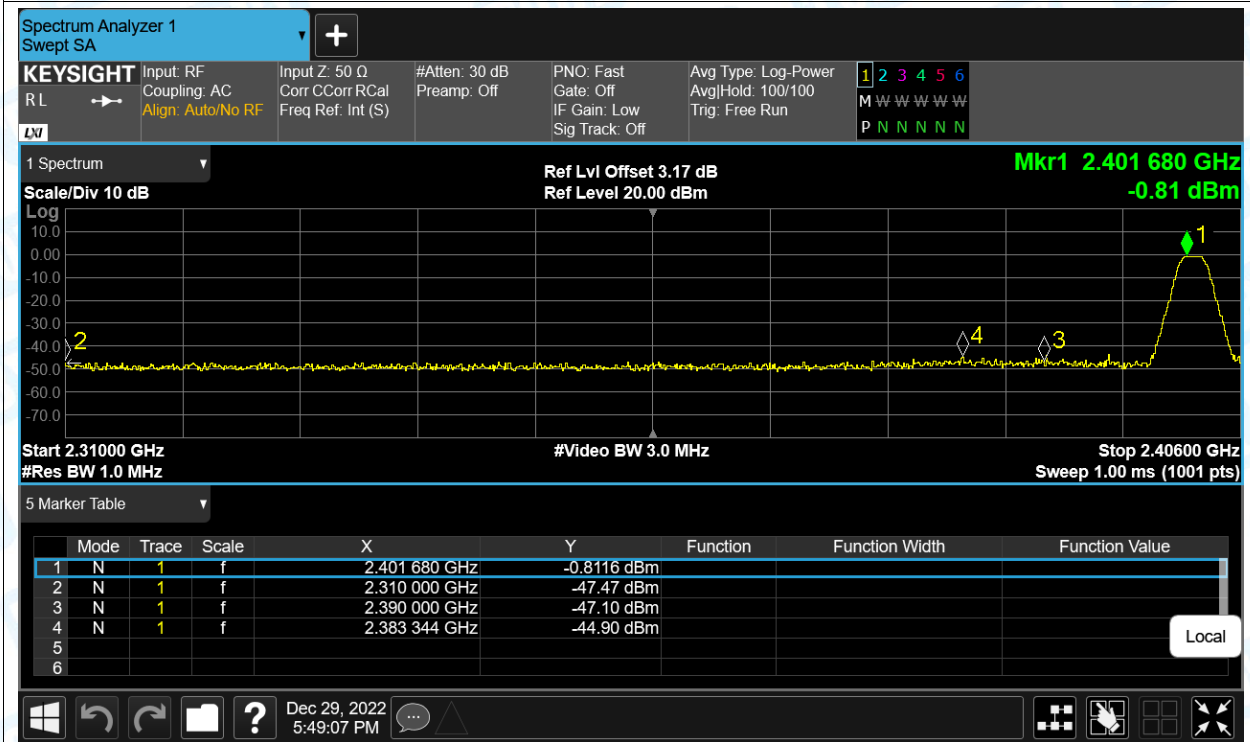 Spectrum Analyzer 1
Swept SA
+
KEYSIGHT
R L
LXI
Input: RF
Coupling: AC
Align: Auto/No RF
Input Z: 50 Ω
Corr CCorr RCal
Freq Ref: Int (S)
#Atten: 30 dB
Preamp: Off
PNO: Fast
Gate: Off
IF Gain: Low
Sig Track: Off
Avg Type: Log-Power
Avg|Hold: 100/100
Trig: Free Run
1 2 3 4 5 6
M W W W W W
P N N N N N
1 Spectrum
Scale/Div 10 dB
Ref Lvl Offset 3.17 dB
Ref Level 20.00 dBm
Mkr1 2.401 680 GHz
-0.81 dBm
Log
10.0
0.00
-10.0
-20.0
-30.0
-40.0
-50.0
-60.0
-70.0
1
2
4
3
Start 2.31000 GHz
#Res BW 1.0 MHz
#Video BW 3.0 MHz
Stop 2.40600 GHz
Sweep 1.00 ms (1001 pts)
5 Marker Table
Mode Trace Scale X Y Function Function Width Function Value
1 N 1 f 2.401 680 GHz -0.8116 dBm
2 N 1 f 2.310 000 GHz -47.47 dBm
3 N 1 f 2.390 000 GHz -47.10 dBm
4 N 1 f 2.383 344 GHz -44.90 dBm
5
6
Local
?
Dec 29, 2022
5:49:07 PM